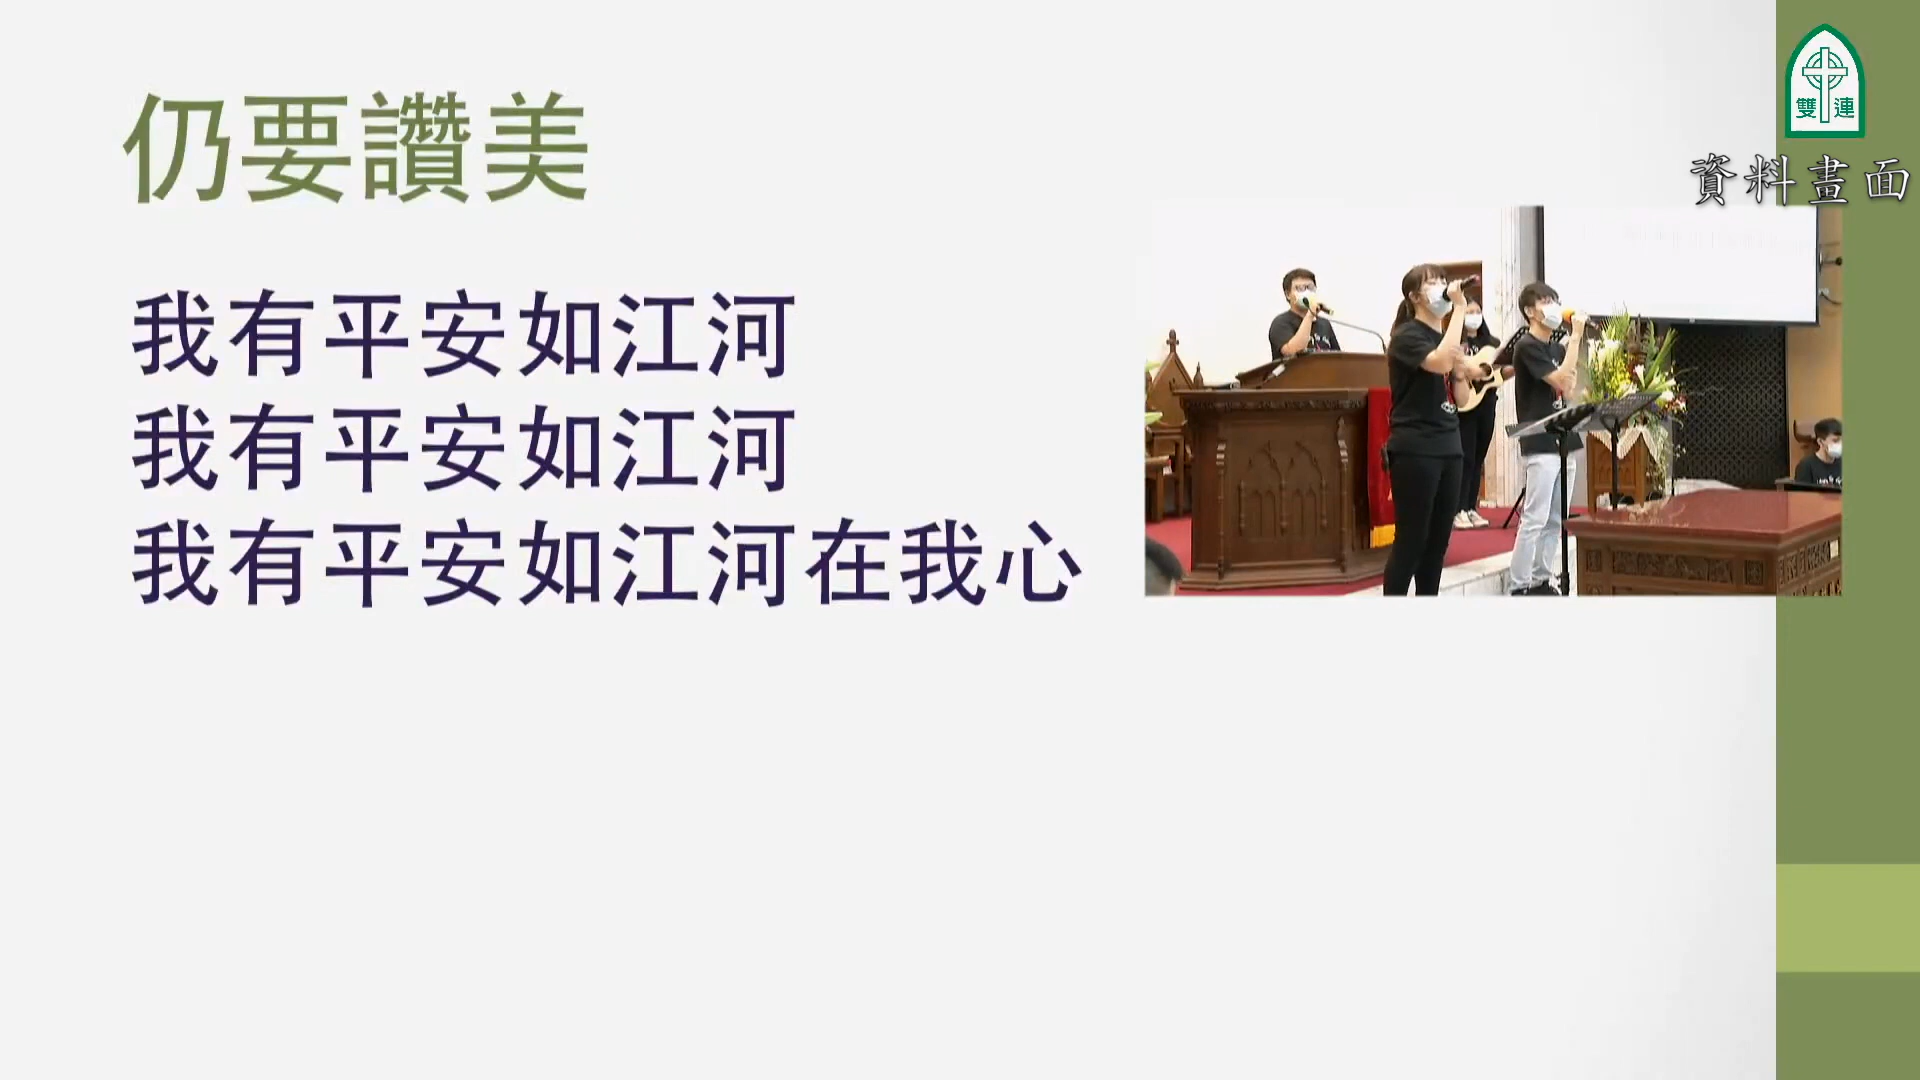 仍要讚美
我有平安如江河
我有平安如江河
我有平安如江河在我心
雙連
資料畫面